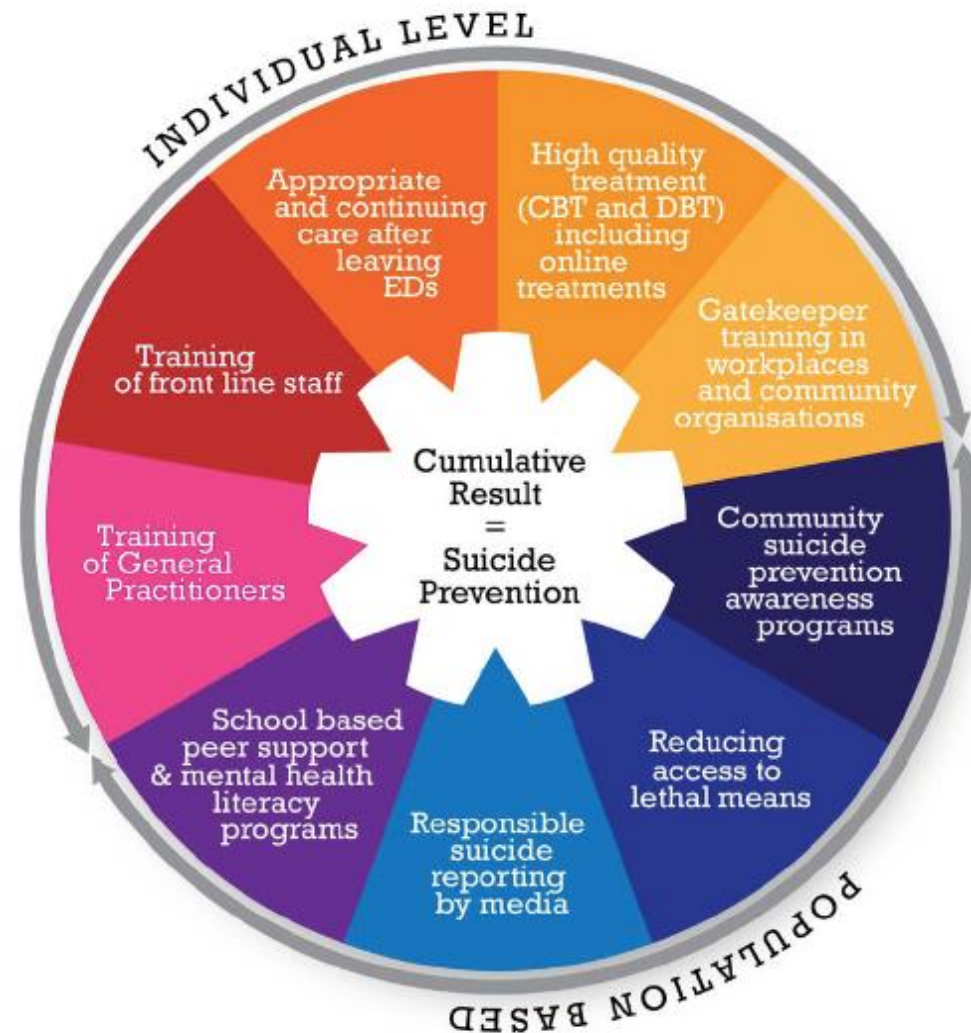 INDIVIDUAL LEVEL
Appropriate
and continuing
care after
leaving
EDs
High quality
treatment
(CBT and DBT)
including
online
treatments
Gatekeeper
training in
workplaces
and community
organisations
Community
suicide
prevention
awareness
programs
Reducing
access to
lethal means
Responsible
suicide
reporting
by media
School based
peer support
& mental health
literacy
programs
Training
of General
Practitioners
Training
of front line staff
Cumulative
Result
=
Suicide
Prevention
POPULATION BASED